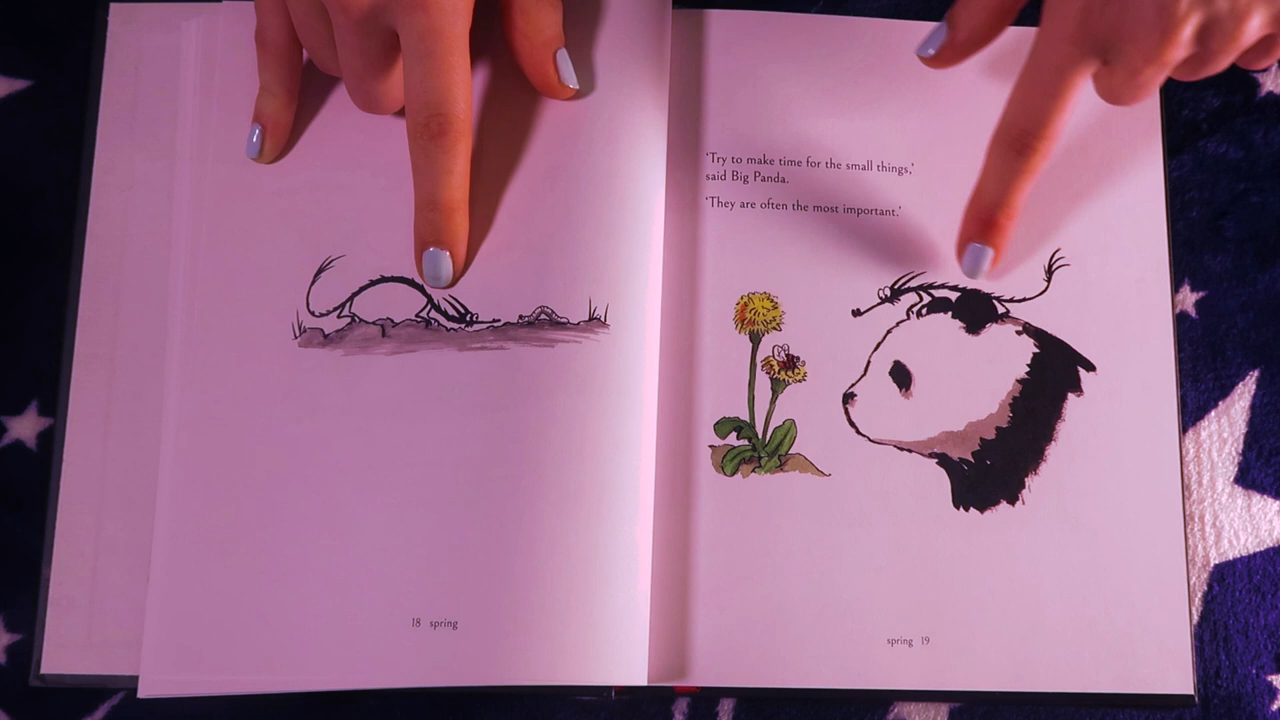 ‘Try to make time for the small things,’
said Big Panda.
‘They are often the most important.’
18 spring
spring 19